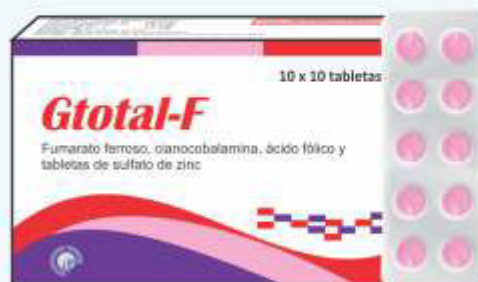 10 x 10 tabletas
Gtotal-F
Fumarato ferroso, cianocobalamina, ácido fólico y
tabletas de sulfato de zinc